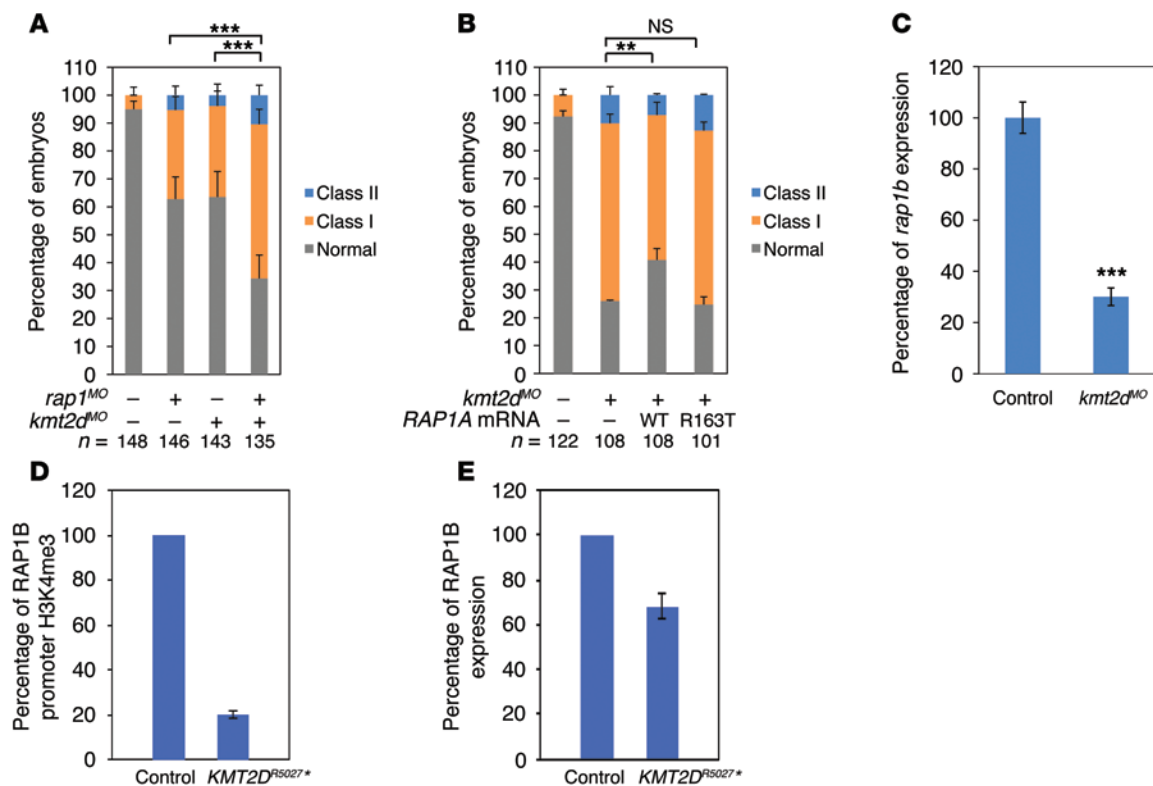 A
***
***
Percentage of embryos
110
100
90
80
70
60
50
40
30
20
10
0
Class II
Class I
Normal
rap1MO – + – +
kmt2dMO – – + +
n = 148 146 143 135
B
NS
**
Percentage of embryos
110
100
90
80
70
60
50
40
30
20
10
0
Class II
Class I
Normal
kmt2dMO – + + +
RAP1A mRNA – – WT R163T
n = 122 108 108 101
C
Percentage of rap1b expression
120
100
80
60
40
20
0
***
Control kmt2dMO
D
Percentage of RAP1B
promoter H3K4me3
120
100
80
60
40
20
0
Control KMT2DR5027*
E
Percentage of RAP1B
expression
120
100
80
60
40
20
0
Control KMT2DR5027*